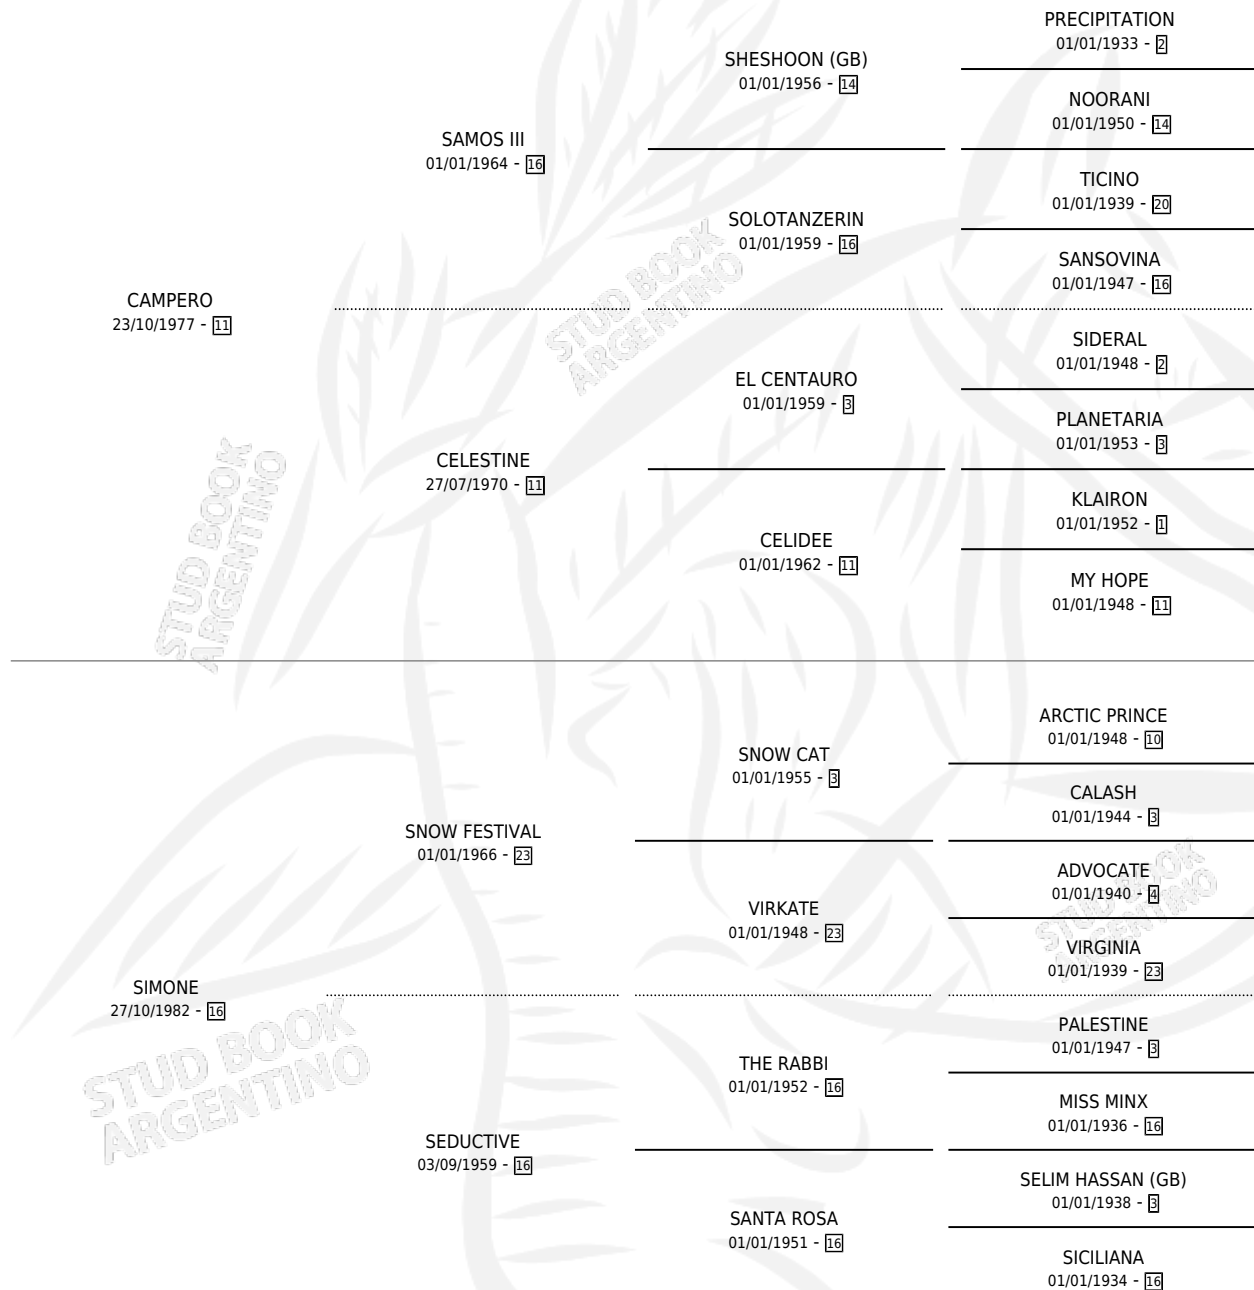 PRECIPITATION
01/01/1933 - 2
SHESHOON (GB)
01/01/1956 - 14
NOORANI
01/01/1950 - 14
SAMOS III
01/01/1964 - 16
TICINO
01/01/1939 - 20
SOLOTANZERIN
01/01/1959 - 16
SANSOVINA
01/01/1947 - 16
CAMPERO
23/10/1977 - 11
SIDERAL
01/01/1948 - 2
EL CENTAURO
01/01/1959 - 3
PLANETARIA
01/01/1953 - 3
CELESTINE
27/07/1970 - 11
KLAIRON
01/01/1952 - 1
CELIDEE
01/01/1962 - 11
MY HOPE
01/01/1948 - 11
ARCTIC PRINCE
01/01/1948 - 10
SNOW CAT
01/01/1955 - 3
CALASH
01/01/1944 - 3
SNOW FESTIVAL
01/01/1966 - 23
ADVOCATE
01/01/1940 - 4
VIRKATE
01/01/1948 - 23
VIRGINIA
01/01/1939 - 23
SIMONE
27/10/1982 - 16
PALESTINE
01/01/1947 - 3
THE RABBI
01/01/1952 - 16
MISS MINX
01/01/1936 - 16
SEDUCTIVE
03/09/1959 - 16
SELIM HASSAN (GB)
01/01/1938 - 3
SANTA ROSA
01/01/1951 - 16
SICILIANA
01/01/1934 - 16
STUD BOOK
ARGENTINO
STUD BOOK
ARGENTINO
STUD BOOK
ARGENTINO
STUD BOOK
ARGENTINO